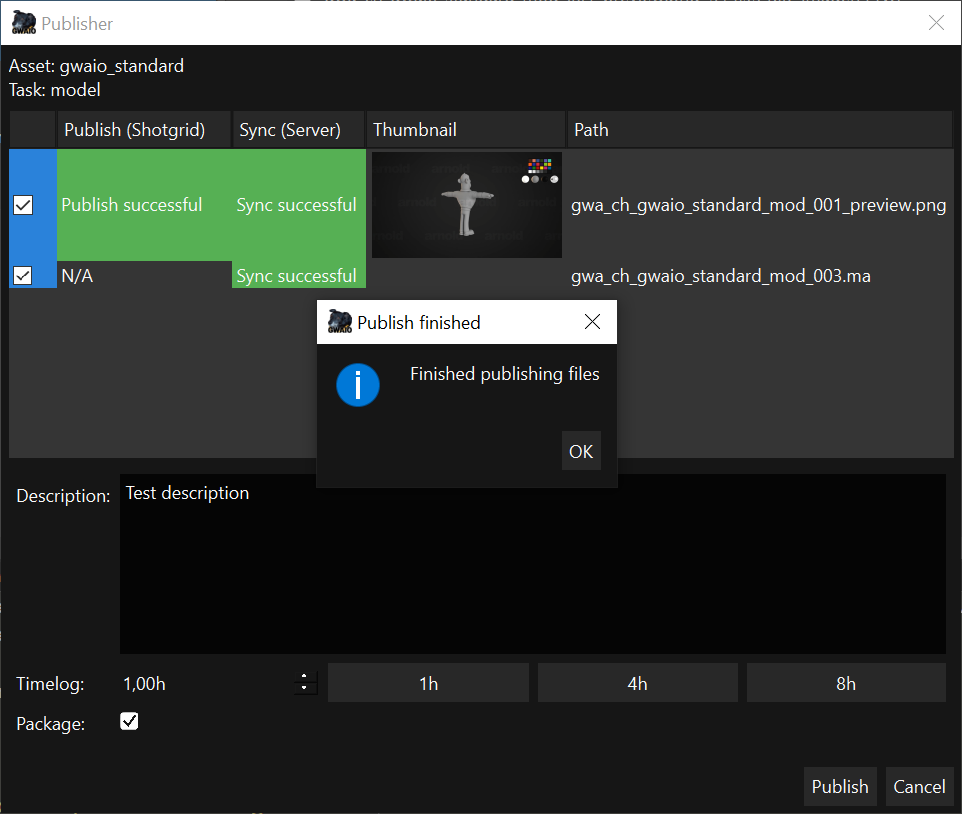 GWAIO Publisher
Asset: gwaio_standard
Task: model
Publish (Shotgrid) Sync (Server) Thumbnail Path
Publish successful Sync successful gwa_ch_gwaio_standard_mod_001_preview.png
N/A Sync successful gwa_ch_gwaio_standard_mod_003.ma
GWAIO Publish finished
Finished publishing files
OK
Description: Test description
Timelog: 1,00h 1h 4h 8h
Package:
Publish Cancel